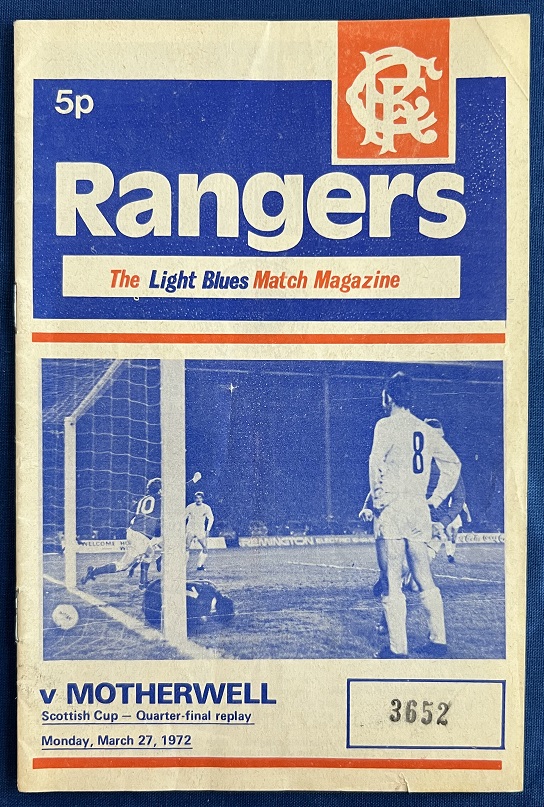 5p
RFC
Rangers
The Light Blues Match Magazine
10
8
WELCOME
REMINGTON ELECTRIC
v MOTHERWELL
Scottish Cup — Quarter-final replay
Monday, March 27, 1972
3652